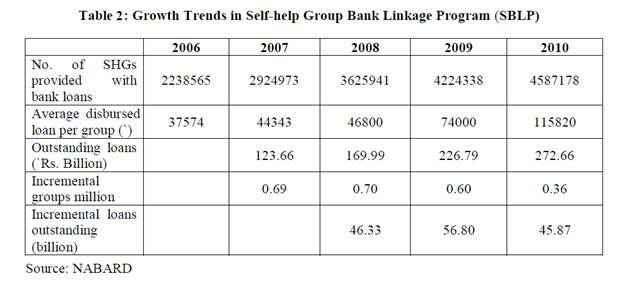 Table 2: Growth Trends in Self-help Group Bank Linkage Program (SBLP)
2006 2007 2008 2009 2010
No. of SHGs
provided with
bank loans
2238565 2924973 3625941 4224338 4587178
Average disbursed
loan per group (`)
37574 44343 46800 74000 115820
Outstanding loans
(`Rs. Billion)
123.66 169.99 226.79 272.66
Incremental
groups million
0.69 0.70 0.60 0.36
Incremental loans
outstanding
(billion)
46.33 56.80 45.87
Source: NABARD